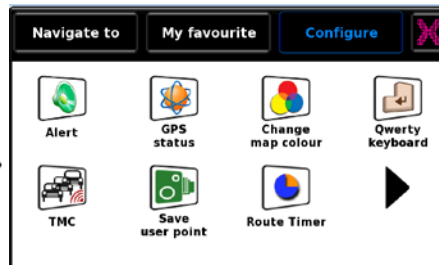 Navigate to My favourite Configure
Alert GPS status Change map colour Qwerty keyboard
TMC Save user point Route Timer